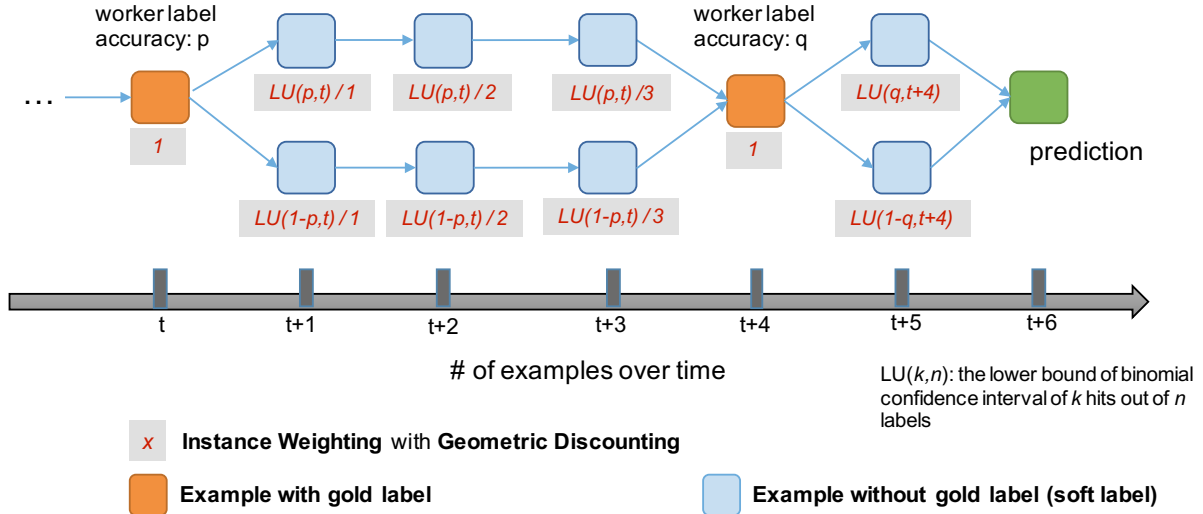 worker label
accuracy: p
worker label
accuracy: q
...
LU(p,t) / 1
LU(p,t) / 2
LU(p,t) /3
LU(q,t+4)
1
1
prediction
LU(1-p,t) / 1
LU(1-p,t) / 2
LU(1-p,t) / 3
LU(1-q,t+4)
t
t+1
t+2
t+3
t+4
t+5
t+6
# of examples over time
LU(k,n): the lower bound of binomial
confidence interval of k hits out of n
labels
x Instance Weighting with Geometric Discounting
Example with gold label
Example without gold label (soft label)